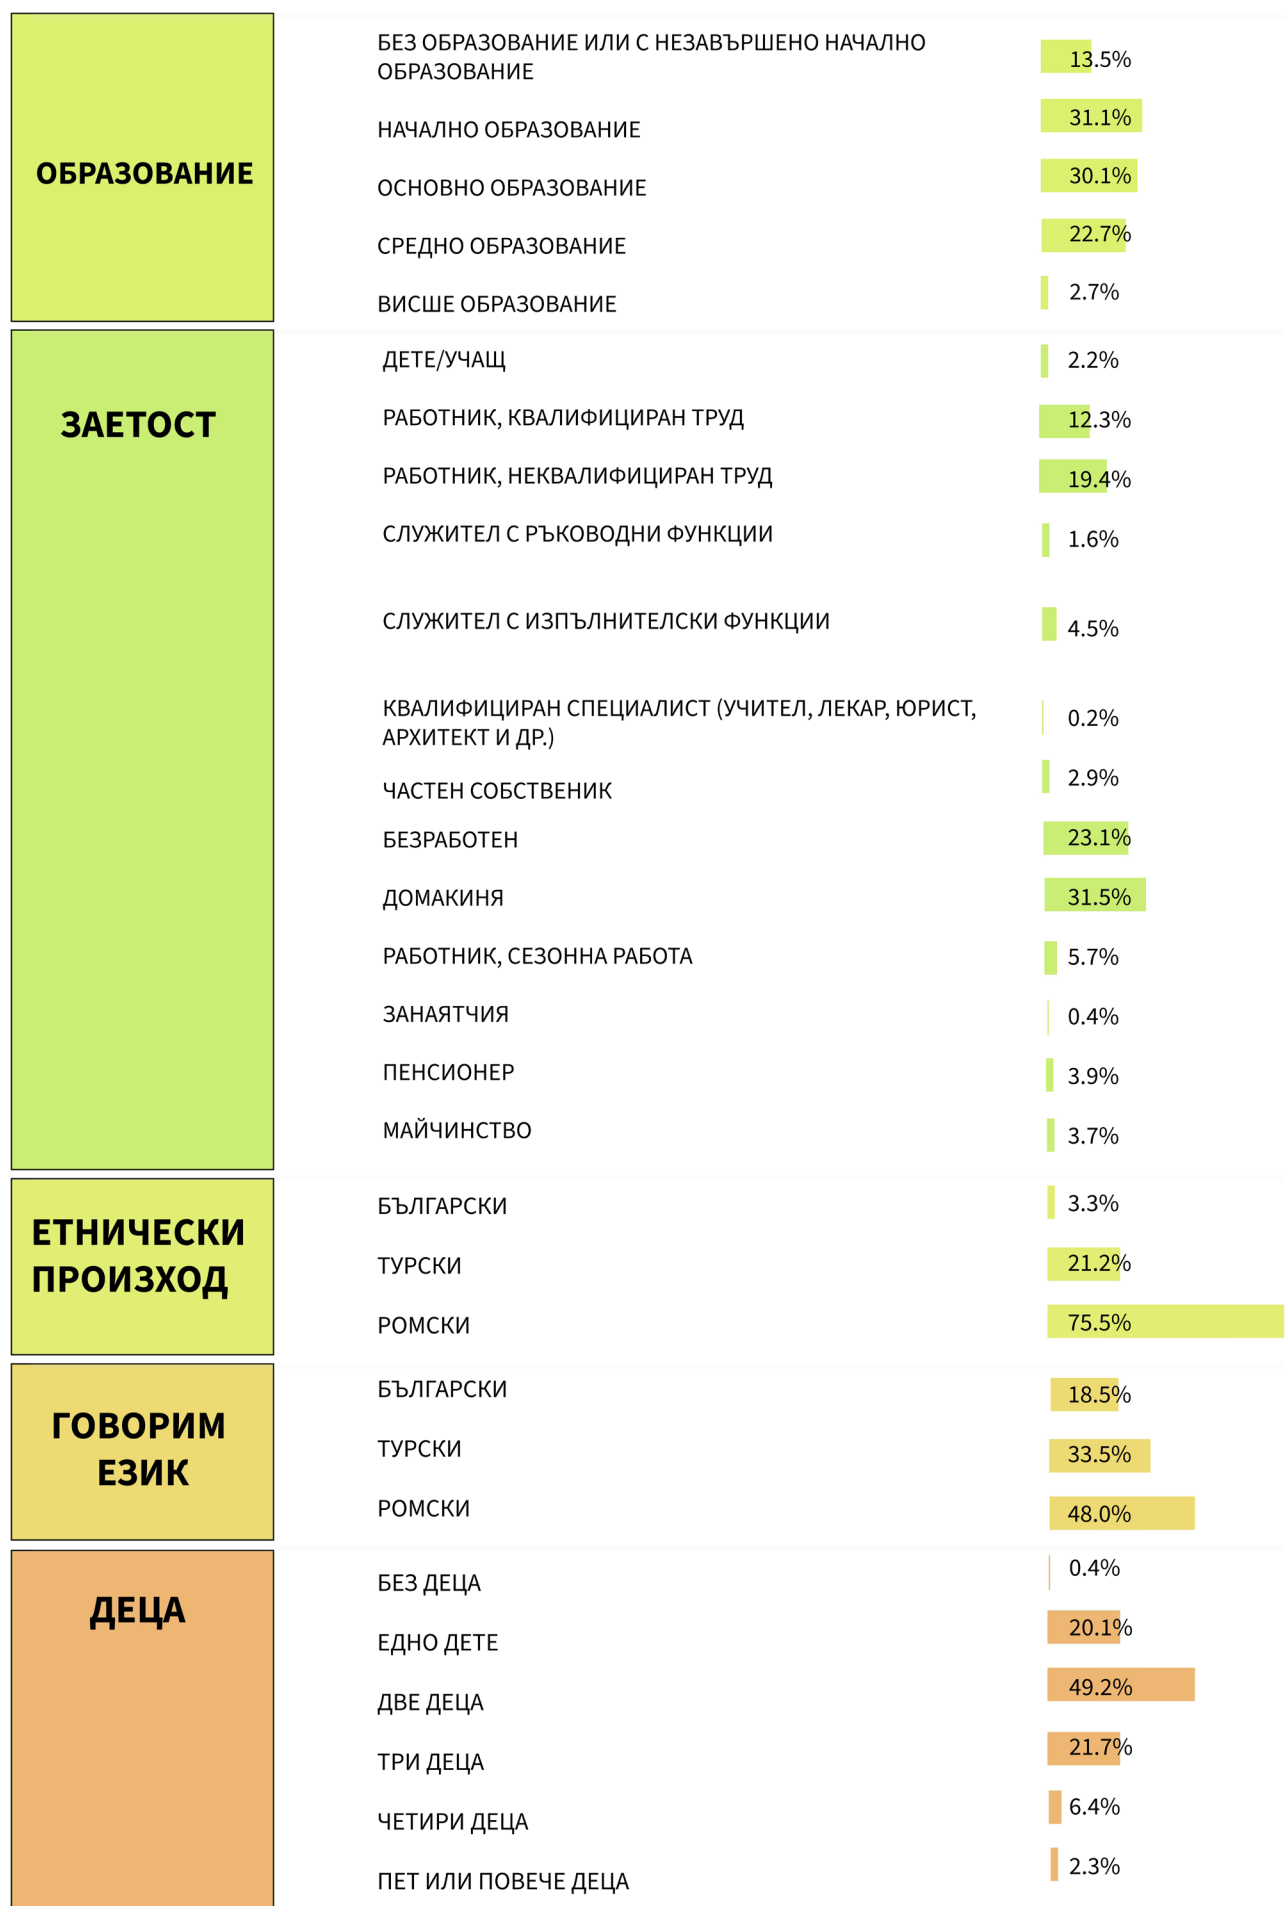 ОБРАЗОВАНИЕ
БЕЗ ОБРАЗОВАНИЕ ИЛИ С НЕЗАВЪРШЕНО НАЧАЛНО
ОБРАЗОВАНИЕ
13.5%
НАЧАЛНО ОБРАЗОВАНИЕ
31.1%
ОСНОВНО ОБРАЗОВАНИЕ
30.1%
СРЕДНО ОБРАЗОВАНИЕ
22.7%
ВИСШЕ ОБРАЗОВАНИЕ
2.7%
ЗАЕТОСТ
ДЕТЕ/УЧАЩ
2.2%
РАБОТНИК, КВАЛИФИЦИРАН ТРУД
12.3%
РАБОТНИК, НЕКВАЛИФИЦИРАН ТРУД
19.4%
СЛУЖИТЕЛ С РЪКОВОДНИ ФУНКЦИИ
1.6%
СЛУЖИТЕЛ С ИЗПЪЛНИТЕЛСКИ ФУНКЦИИ
4.5%
КВАЛИФИЦИРАН СПЕЦИАЛИСТ (УЧИТЕЛ, ЛЕКАР, ЮРИСТ,
АРХИТЕКТ И ДР.)
0.2%
ЧАСТЕН СОБСТВЕНИК
2.9%
БЕЗРАБОТЕН
23.1%
ДОМАКИНЯ
31.5%
РАБОТНИК, СЕЗОННА РАБОТА
5.7%
ЗАНАЯТЧИЯ
0.4%
ПЕНСИОНЕР
3.9%
МАЙЧИНСТВО
3.7%
ЕТНИЧЕСКИ
ПРОИЗХОД
БЪЛГАРСКИ
3.3%
ТУРСКИ
21.2%
РОМСКИ
75.5%
ГОВОРИМ
ЕЗИК
БЪЛГАРСКИ
18.5%
ТУРСКИ
33.5%
РОМСКИ
48.0%
ДЕЦА
БЕЗ ДЕЦА
0.4%
ЕДНО ДЕТЕ
20.1%
ДВЕ ДЕЦА
49.2%
ТРИ ДЕЦА
21.7%
ЧЕТИРИ ДЕЦА
6.4%
ПЕТ ИЛИ ПОВЕЧЕ ДЕЦА
2.3%